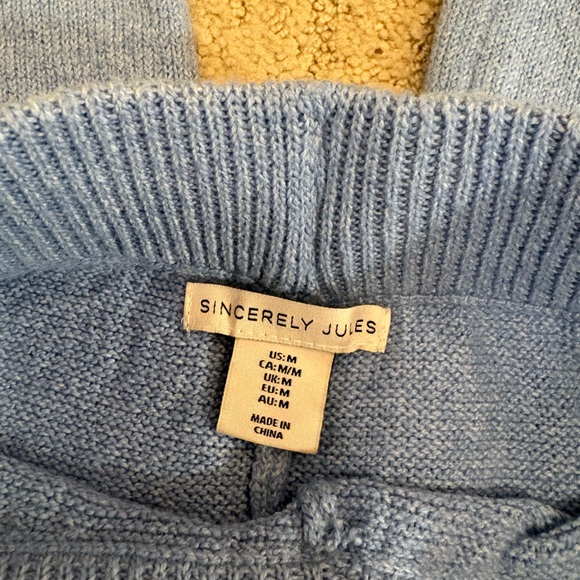 SINCERELY JULES
US: M
CA: M/M
UK: M
EU: M
AU: M
MADE IN
CHINA